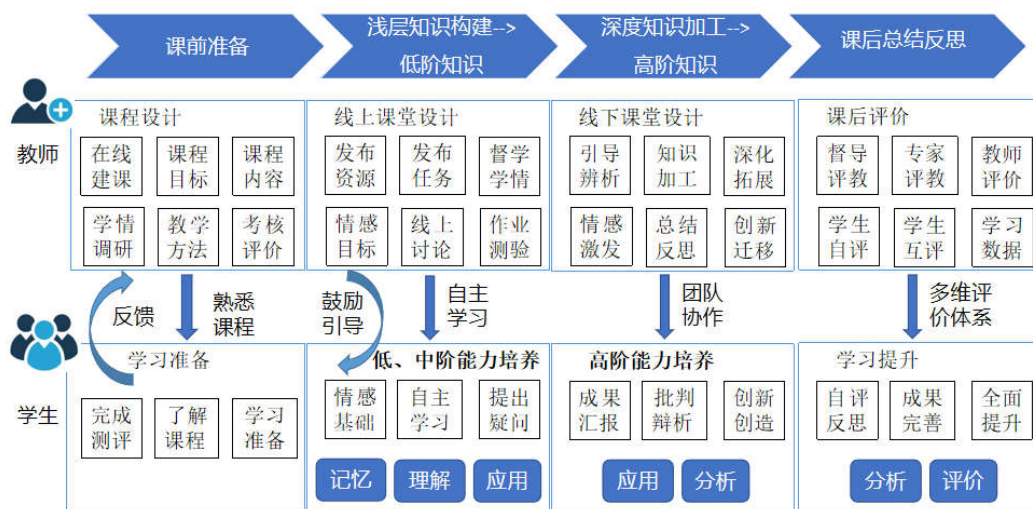 课前准备
浅层知识构建-->
低阶知识
深度知识加工-->
高阶知识
课后总结反思
教师
课程设计
在线
建课
课程
目标
课程
内容
学情
调研
教学
方法
考核
评价
线上课堂设计
发布
资源
发布
任务
督学
学情
情感
目标
线上
讨论
作业
测验
线下课堂设计
引导
辨析
知识
加工
深化
拓展
情感
激发
总结
反思
创新
迁移
课后评价
督导
评教
专家
评教
教师
评价
学生
自评
学生
互评
学习
数据
反馈
熟悉
课程
鼓励
引导
自主
学习
团队
协作
多维评
价体系
学生
学习准备
完成
测评
了解
课程
学习
准备
低、中阶能力培养
情感
基础
自主
学习
提出
疑问
记忆
理解
应用
高阶能力培养
成果
汇报
批判
辩析
创新
创造
应用
分析
学习提升
自评
反思
成果
完善
全面
提升
分析
评价